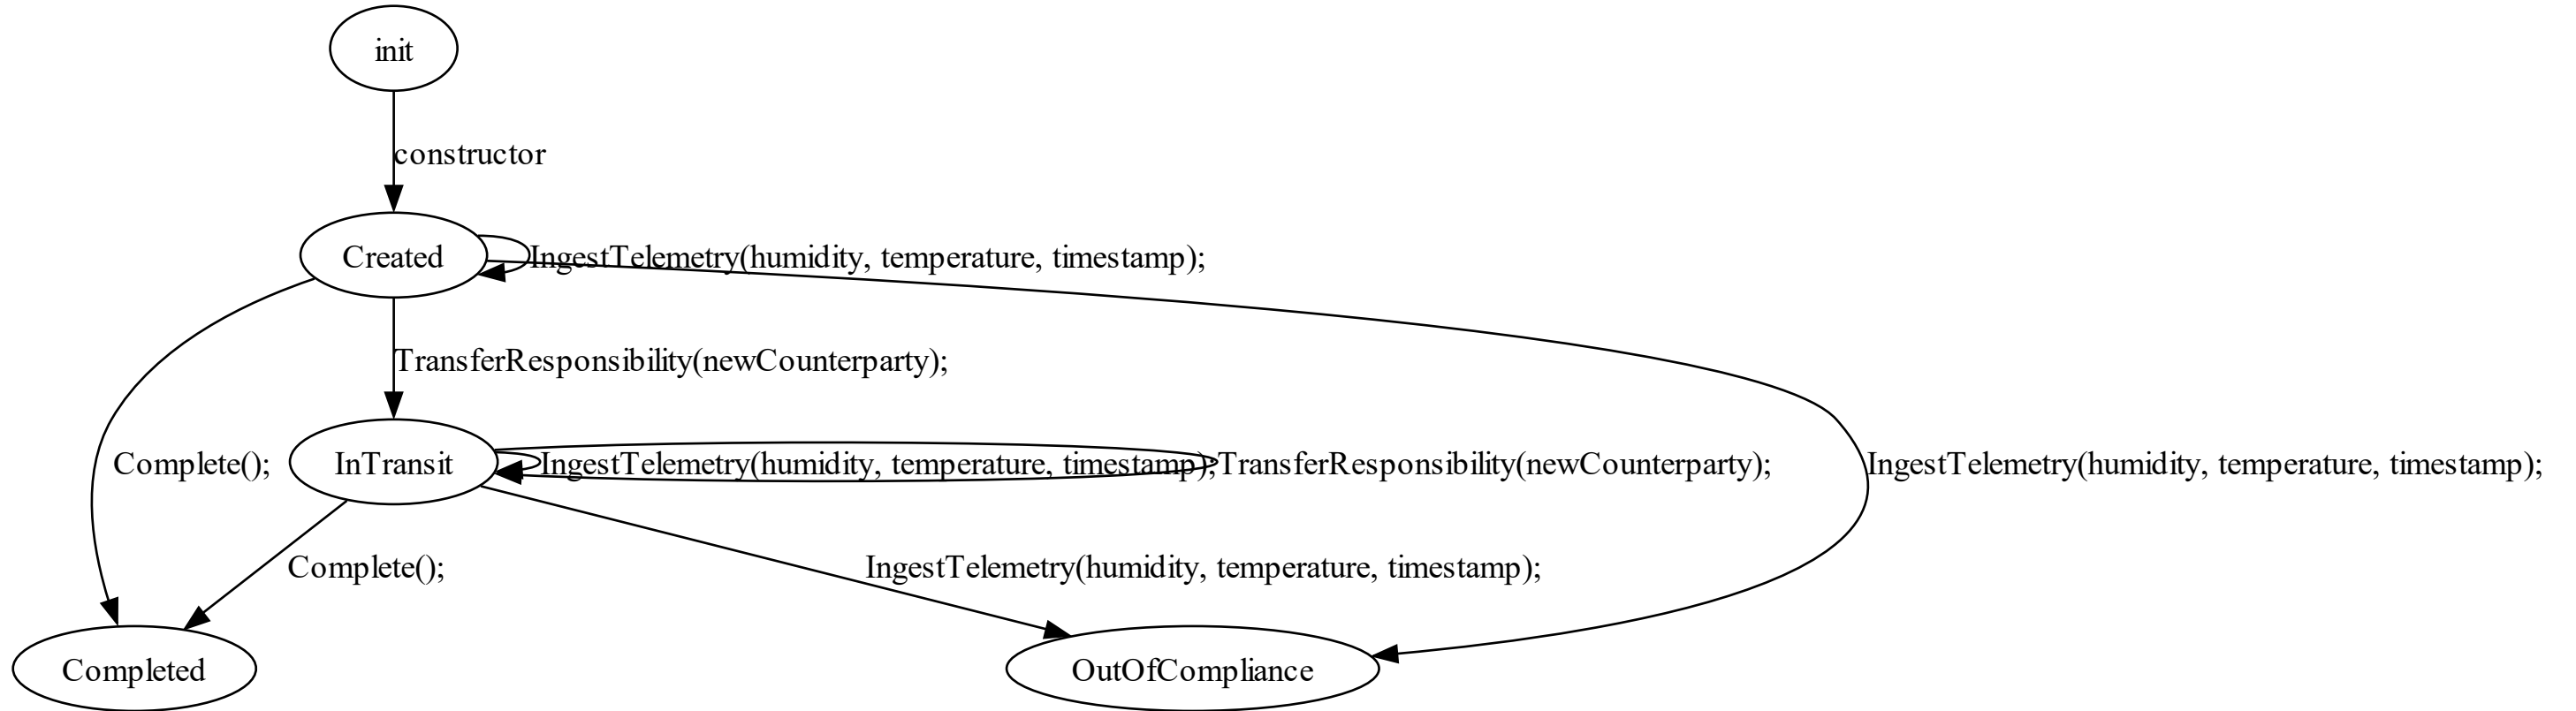 init
constructor
Created
IngestTelemetry(humidity, temperature, timestamp);
TransferResponsibility(newCounterparty);
Complete();
InTransit
IngestTelemetry(humidity, temperature, timestamp);
TransferResponsibility(newCounterparty);
IngestTelemetry(humidity, temperature, timestamp);
Complete();
IngestTelemetry(humidity, temperature, timestamp);
Completed
OutOfCompliance